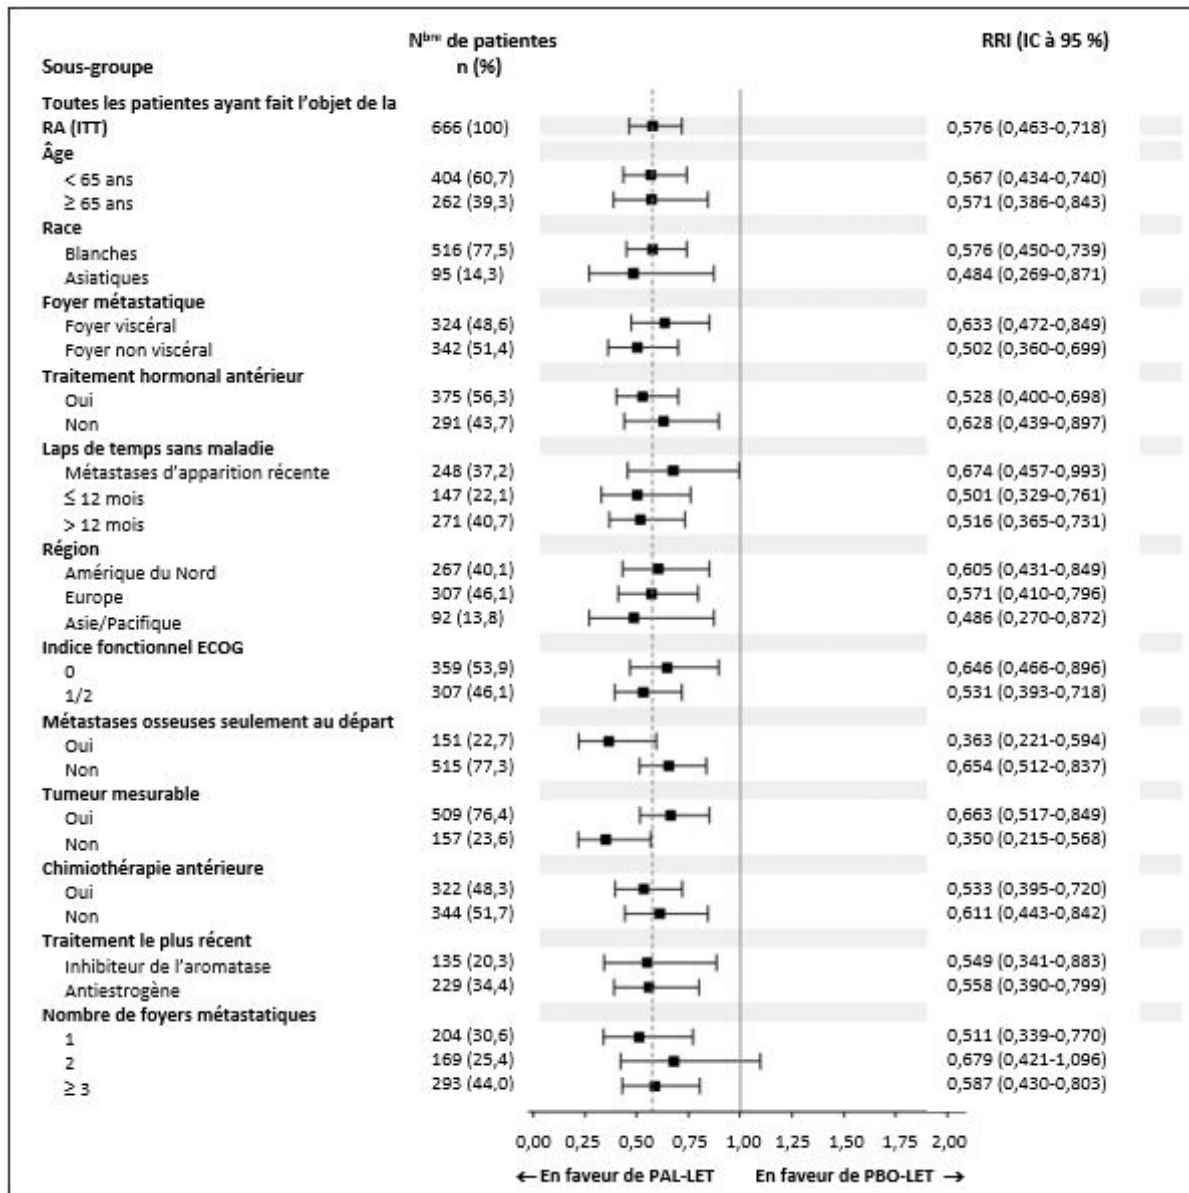 Nbre de patientes RRI (IC à 95 %)
Sous-groupe n (%)
Toutes les patientes ayant fait l'objet de la
RA (ITT) 666 (100) 0,576 (0,463-0,718)
Âge
< 65 ans 404 (60,7) 0,567 (0,434-0,740)
≥ 65 ans 262 (39,3) 0,571 (0,386-0,843)
Race
Blanches 516 (77,5) 0,576 (0,450-0,739)
Asiatiques 95 (14,3) 0,484 (0,269-0,871)
Foyer métastatique
Foyer viscéral 324 (48,6) 0,633 (0,472-0,849)
Foyer non viscéral 342 (51,4) 0,502 (0,360-0,699)
Traitement hormonal antérieur
Oui 375 (56,3) 0,528 (0,400-0,698)
Non 291 (43,7) 0,628 (0,439-0,897)
Laps de temps sans maladie
Métastases d'apparition récente 248 (37,2) 0,674 (0,457-0,993)
≤ 12 mois 147 (22,1) 0,501 (0,329-0,761)
> 12 mois 271 (40,7) 0,516 (0,365-0,731)
Région
Amérique du Nord 267 (40,1) 0,605 (0,431-0,849)
Europe 307 (46,1) 0,571 (0,410-0,796)
Asie/Pacifique 92 (13,8) 0,486 (0,270-0,872)
Indice fonctionnel ECOG
0 359 (53,9) 0,646 (0,466-0,896)
1/2 307 (46,1) 0,531 (0,393-0,718)
Métastases osseuses seulement au départ
Oui 151 (22,7) 0,363 (0,221-0,594)
Non 515 (77,3) 0,654 (0,512-0,837)
Tumeur mesurable
Oui 509 (76,4) 0,663 (0,517-0,849)
Non 157 (23,6) 0,350 (0,215-0,568)
Chimiothérapie antérieure
Oui 322 (48,3) 0,533 (0,395-0,720)
Non 344 (51,7) 0,611 (0,443-0,842)
Traitement le plus récent
Inhibiteur de l'aromatase 135 (20,3) 0,549 (0,341-0,883)
Antiestrogène 229 (34,4) 0,558 (0,390-0,799)
Nombre de foyers métastatiques
1 204 (30,6) 0,511 (0,339-0,770)
2 169 (25,4) 0,679 (0,421-1,096)
≥ 3 293 (44,0) 0,587 (0,430-0,803)
0,00 0,25 0,50 0,75 1,00 1,25 1,50 1,75 2,00
← En faveur de PAL-LET En faveur de PBO-LET →